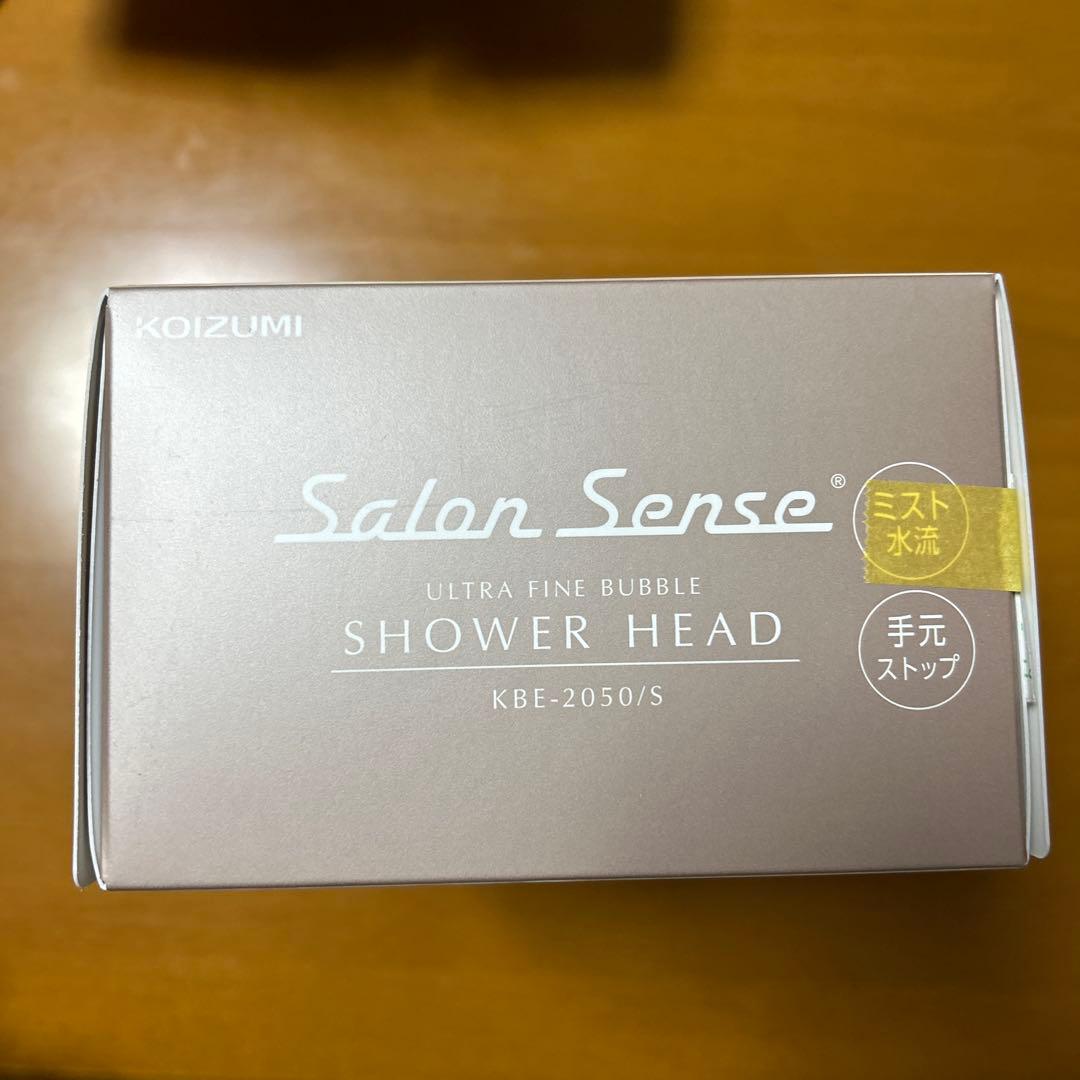 KOIZUMI
Salon Sense®
ULTRA FINE BUBBLE
SHOWER HEAD
KBE-2050/S
ミスト
水流
手元
ストップ